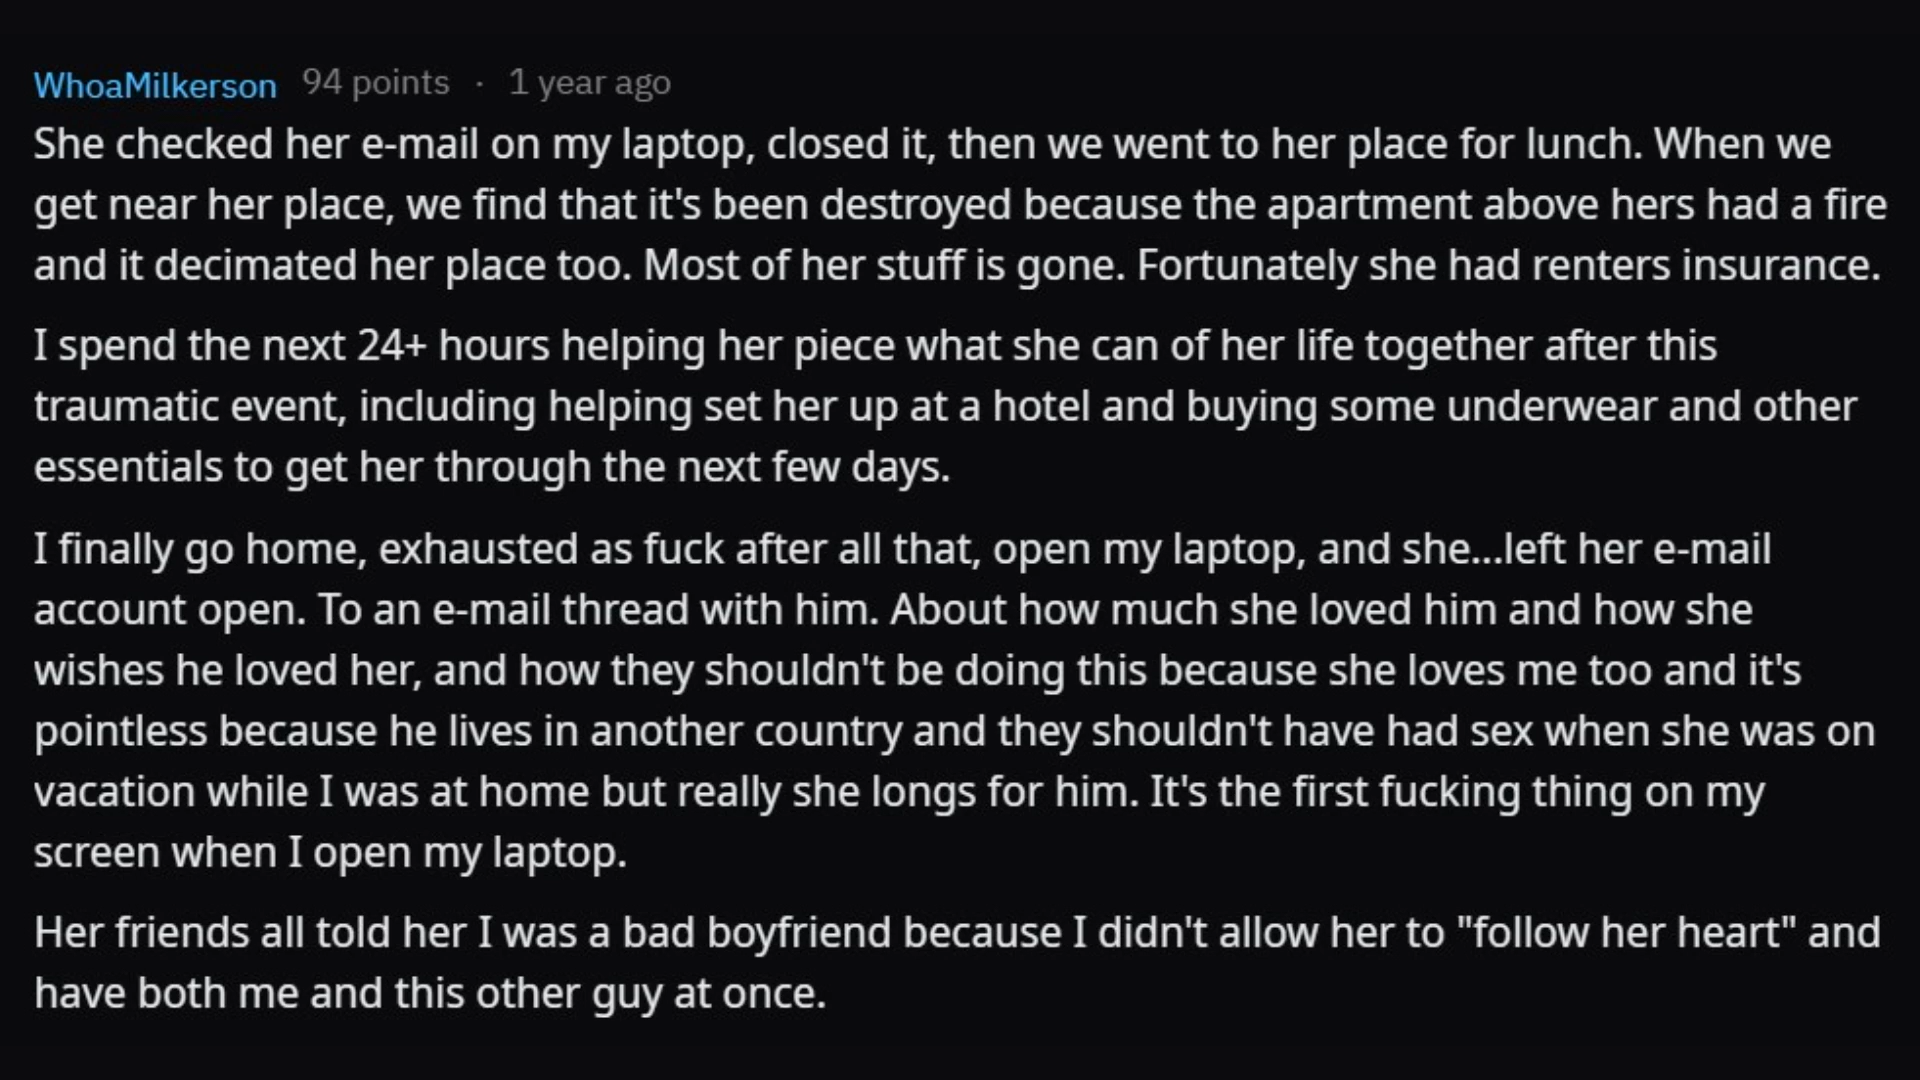 WhoaMilkerson 94 points · 1 year ago
She checked her e-mail on my laptop, closed it, then we went to her place for lunch. When we
get near her place, we find that it's been destroyed because the apartment above hers had a fire
and it decimated her place too. Most of her stuff is gone. Fortunately she had renters insurance.
I spend the next 24+ hours helping her piece what she can of her life together after this
traumatic event, including helping set her up at a hotel and buying some underwear and other
essentials to get her through the next few days.
I finally go home, exhausted as fuck after all that, open my laptop, and she...left her e-mail
account open. To an e-mail thread with him. About how much she loved him and how she
wishes he loved her, and how they shouldn't be doing this because she loves me too and it's
pointless because he lives in another country and they shouldn't have had sex when she was on
vacation while I was at home but really she longs for him. It's the first fucking thing on my
screen when I open my laptop.
Her friends all told her I was a bad boyfriend because I didn't allow her to "follow her heart" and
have both me and this other guy at once.